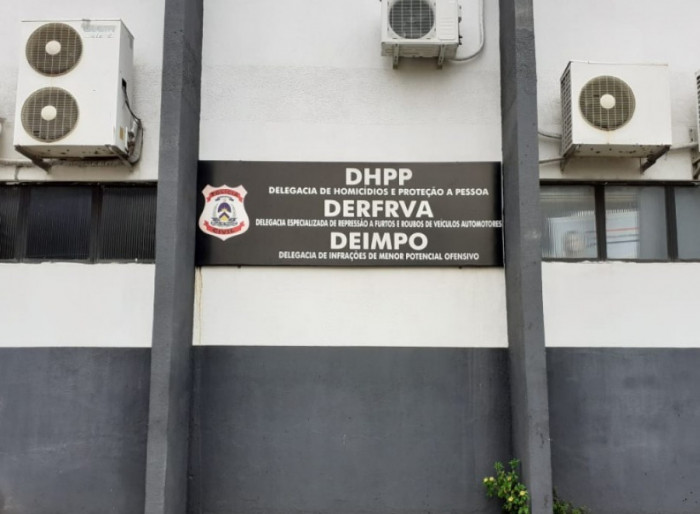 DHPP
DELEGACIA DE HOMICÍDIOS E PROTEÇÃO A PESSOA
DERFRVA
DELEGACIA ESPECIALIZADA DE REPRESSÃO A FURTOS E ROUBOS DE VEÍCULOS AUTOMOTORES
DEIMPO
DELEGACIA DE INFRAÇÕES DE MENOR POTENCIAL OFENSIVO